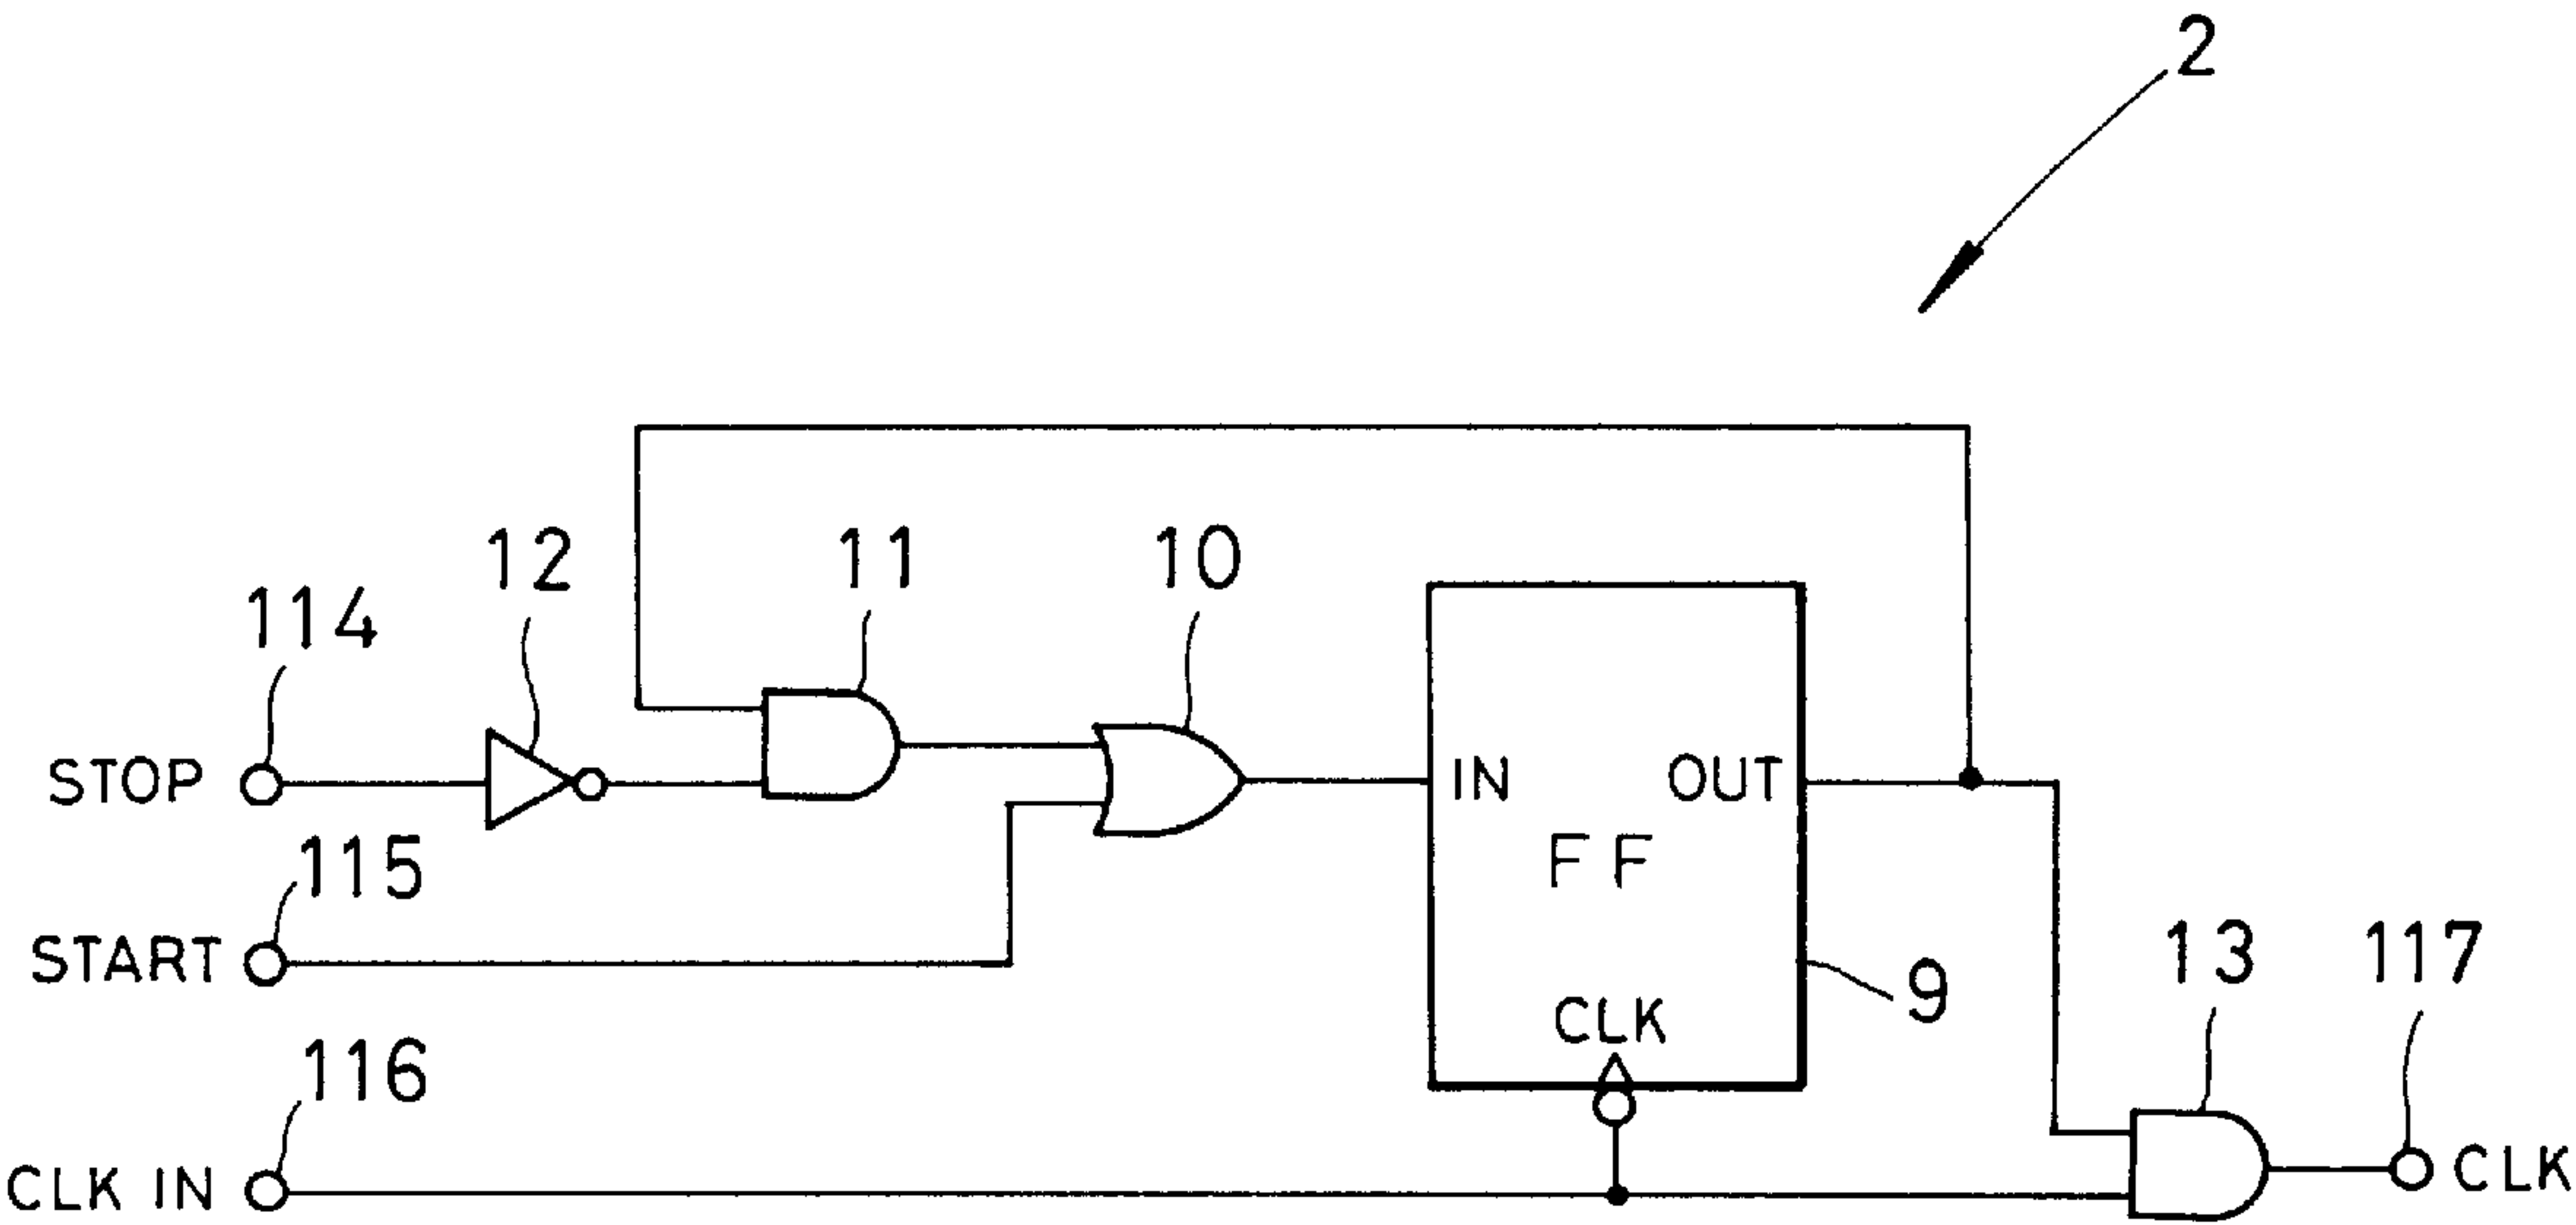 2
12
11
10
114
STOP
IN
OUT
FF
115
START
9
13
117
CLK
116
CLK IN
CLK